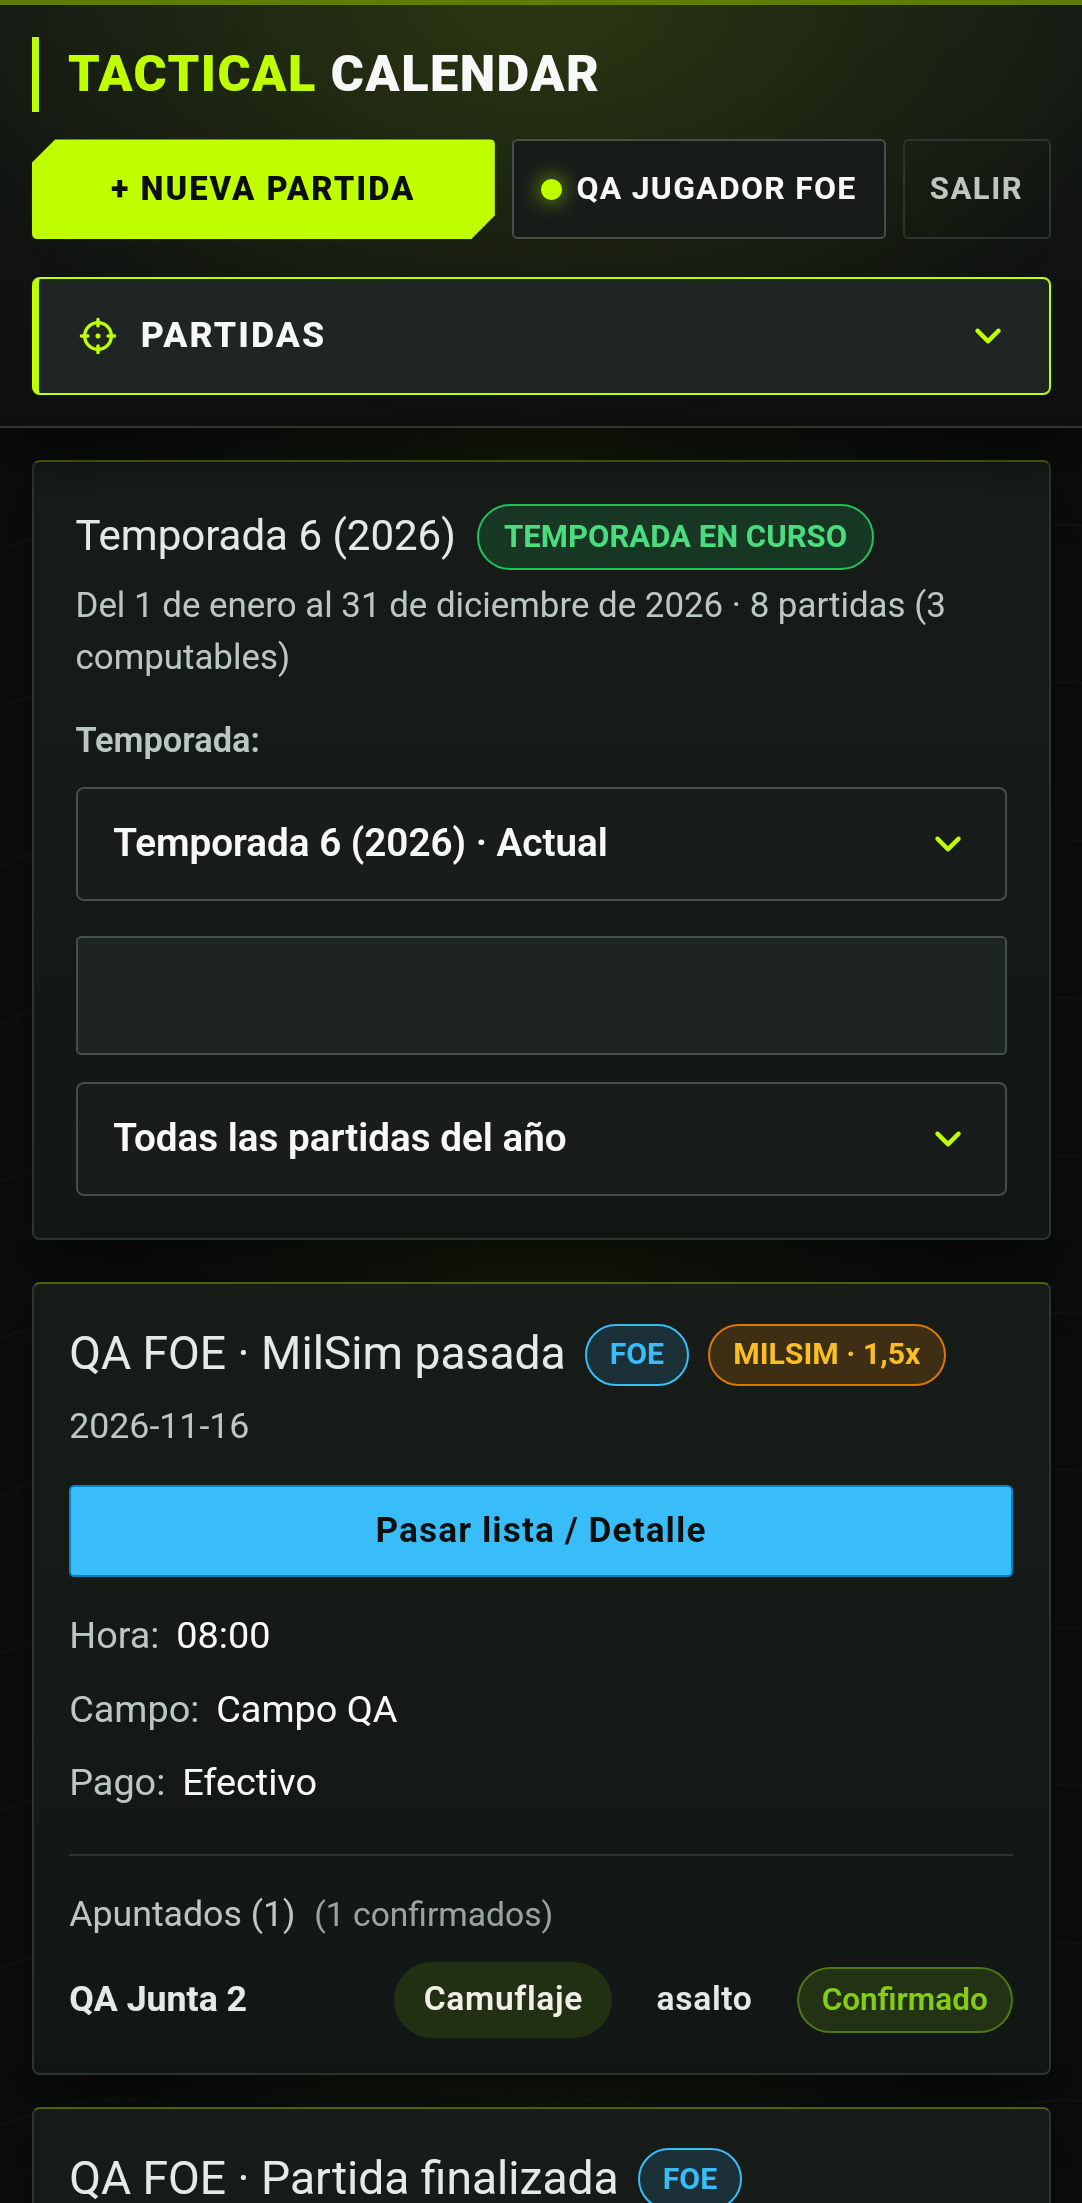 TACTICAL CALENDAR
+ NUEVA PARTIDA
QA JUGADOR FOE
SALIR
PARTIDAS
Temporada 6 (2026) TEMPORADA EN CURSO
Del 1 de enero al 31 de diciembre de 2026 · 8 partidas (3
computables)
Temporada:
Temporada 6 (2026) · Actual
Todas las partidas del año
QA FOE · MilSim pasada FOE MILSIM · 1,5x
2026-11-16
Pasar lista / Detalle
Hora: 08:00
Campo: Campo QA
Pago: Efectivo
Apuntados (1) (1 confirmados)
QA Junta 2 Camuflaje asalto Confirmado
QA FOE · Partida finalizada FOE